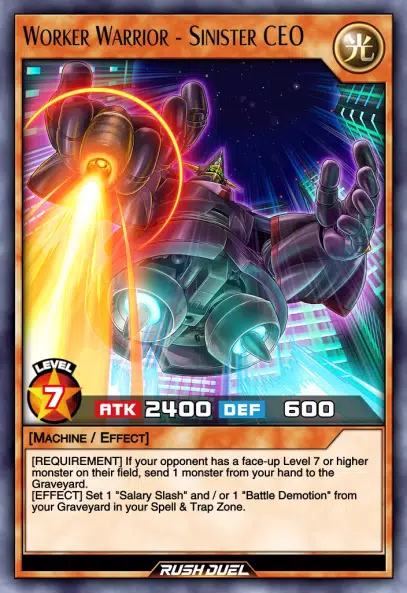 WORKER WARRIOR - SINISTER CEO
光
LEVEL
7
ATK 2400 DEF 600
[MACHINE / EFFECT]
[REQUIREMENT] If your opponent has a face-up Level 7 or higher
monster on their field, send 1 monster from your hand to the
Graveyard.
[EFFECT] Set 1 "Salary Slash" and / or 1 "Battle Demotion" from
your Graveyard in your Spell & Trap Zone.
RUSH DUEL